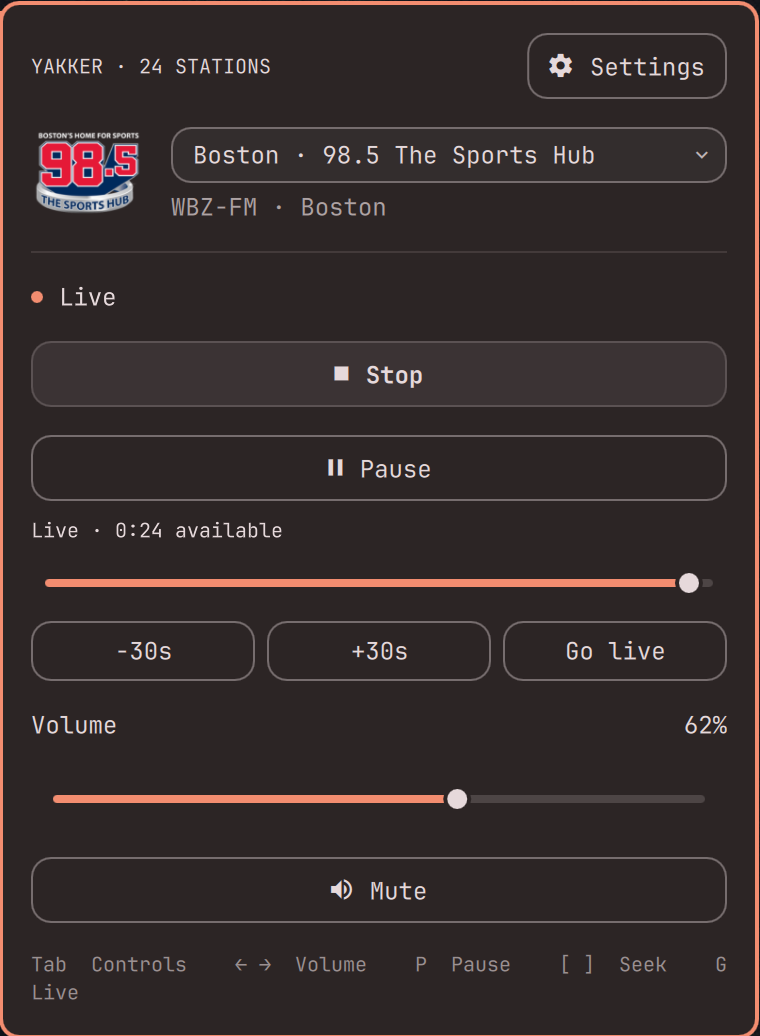 YAKKER · 24 STATIONS
Settings
BOSTON'S HOME FOR SPORTS
98.5
THE SPORTS HUB
Boston · 98.5 The Sports Hub
WBZ-FM · Boston
Live
Stop
Pause
Live · 0:24 available
-30s +30s Go live
Volume 62%
Mute
Tab Controls ← → Volume P Pause [ ] Seek G
Live